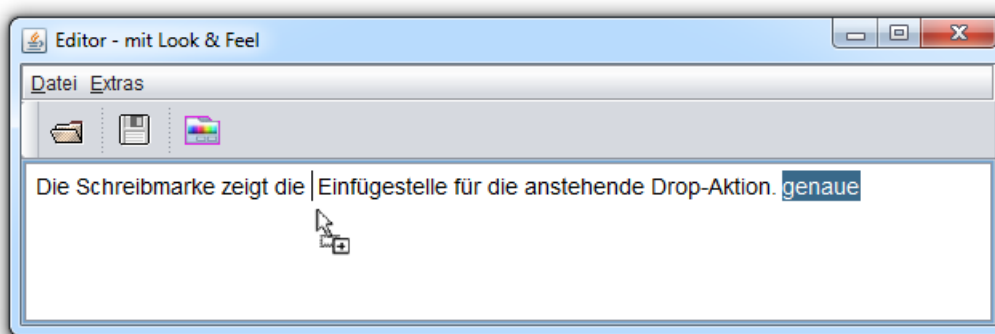 Editor - mit Look & Feel
Datei Extras
Die Schreibmarke zeigt die Einfügestelle für die anstehende Drop-Aktion. genaue